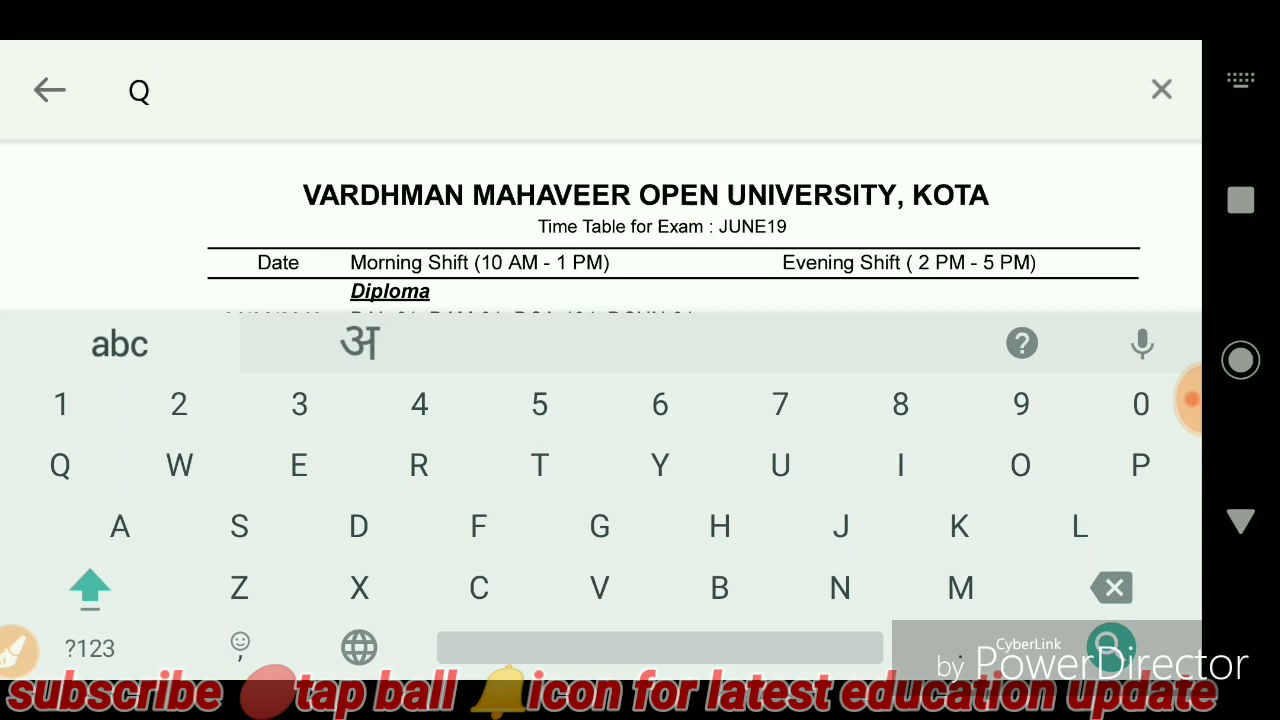 Q
VARDHMAN MAHAVEER OPEN UNIVERSITY, KOTA
Time Table for Exam : JUNE19
Date Morning Shift (10 AM - 1 PM) Evening Shift ( 2 PM - 5 PM)
Diploma
abc अ
1 2 3 4 5 6 7 8 9 0
Q W E R T Y U I O P
A S D F G H J K L
Z X C V B N M
?123 , .
CyberLink
by PowerDirector
subscribe 🔴tap ball 🔔icon for latest education update